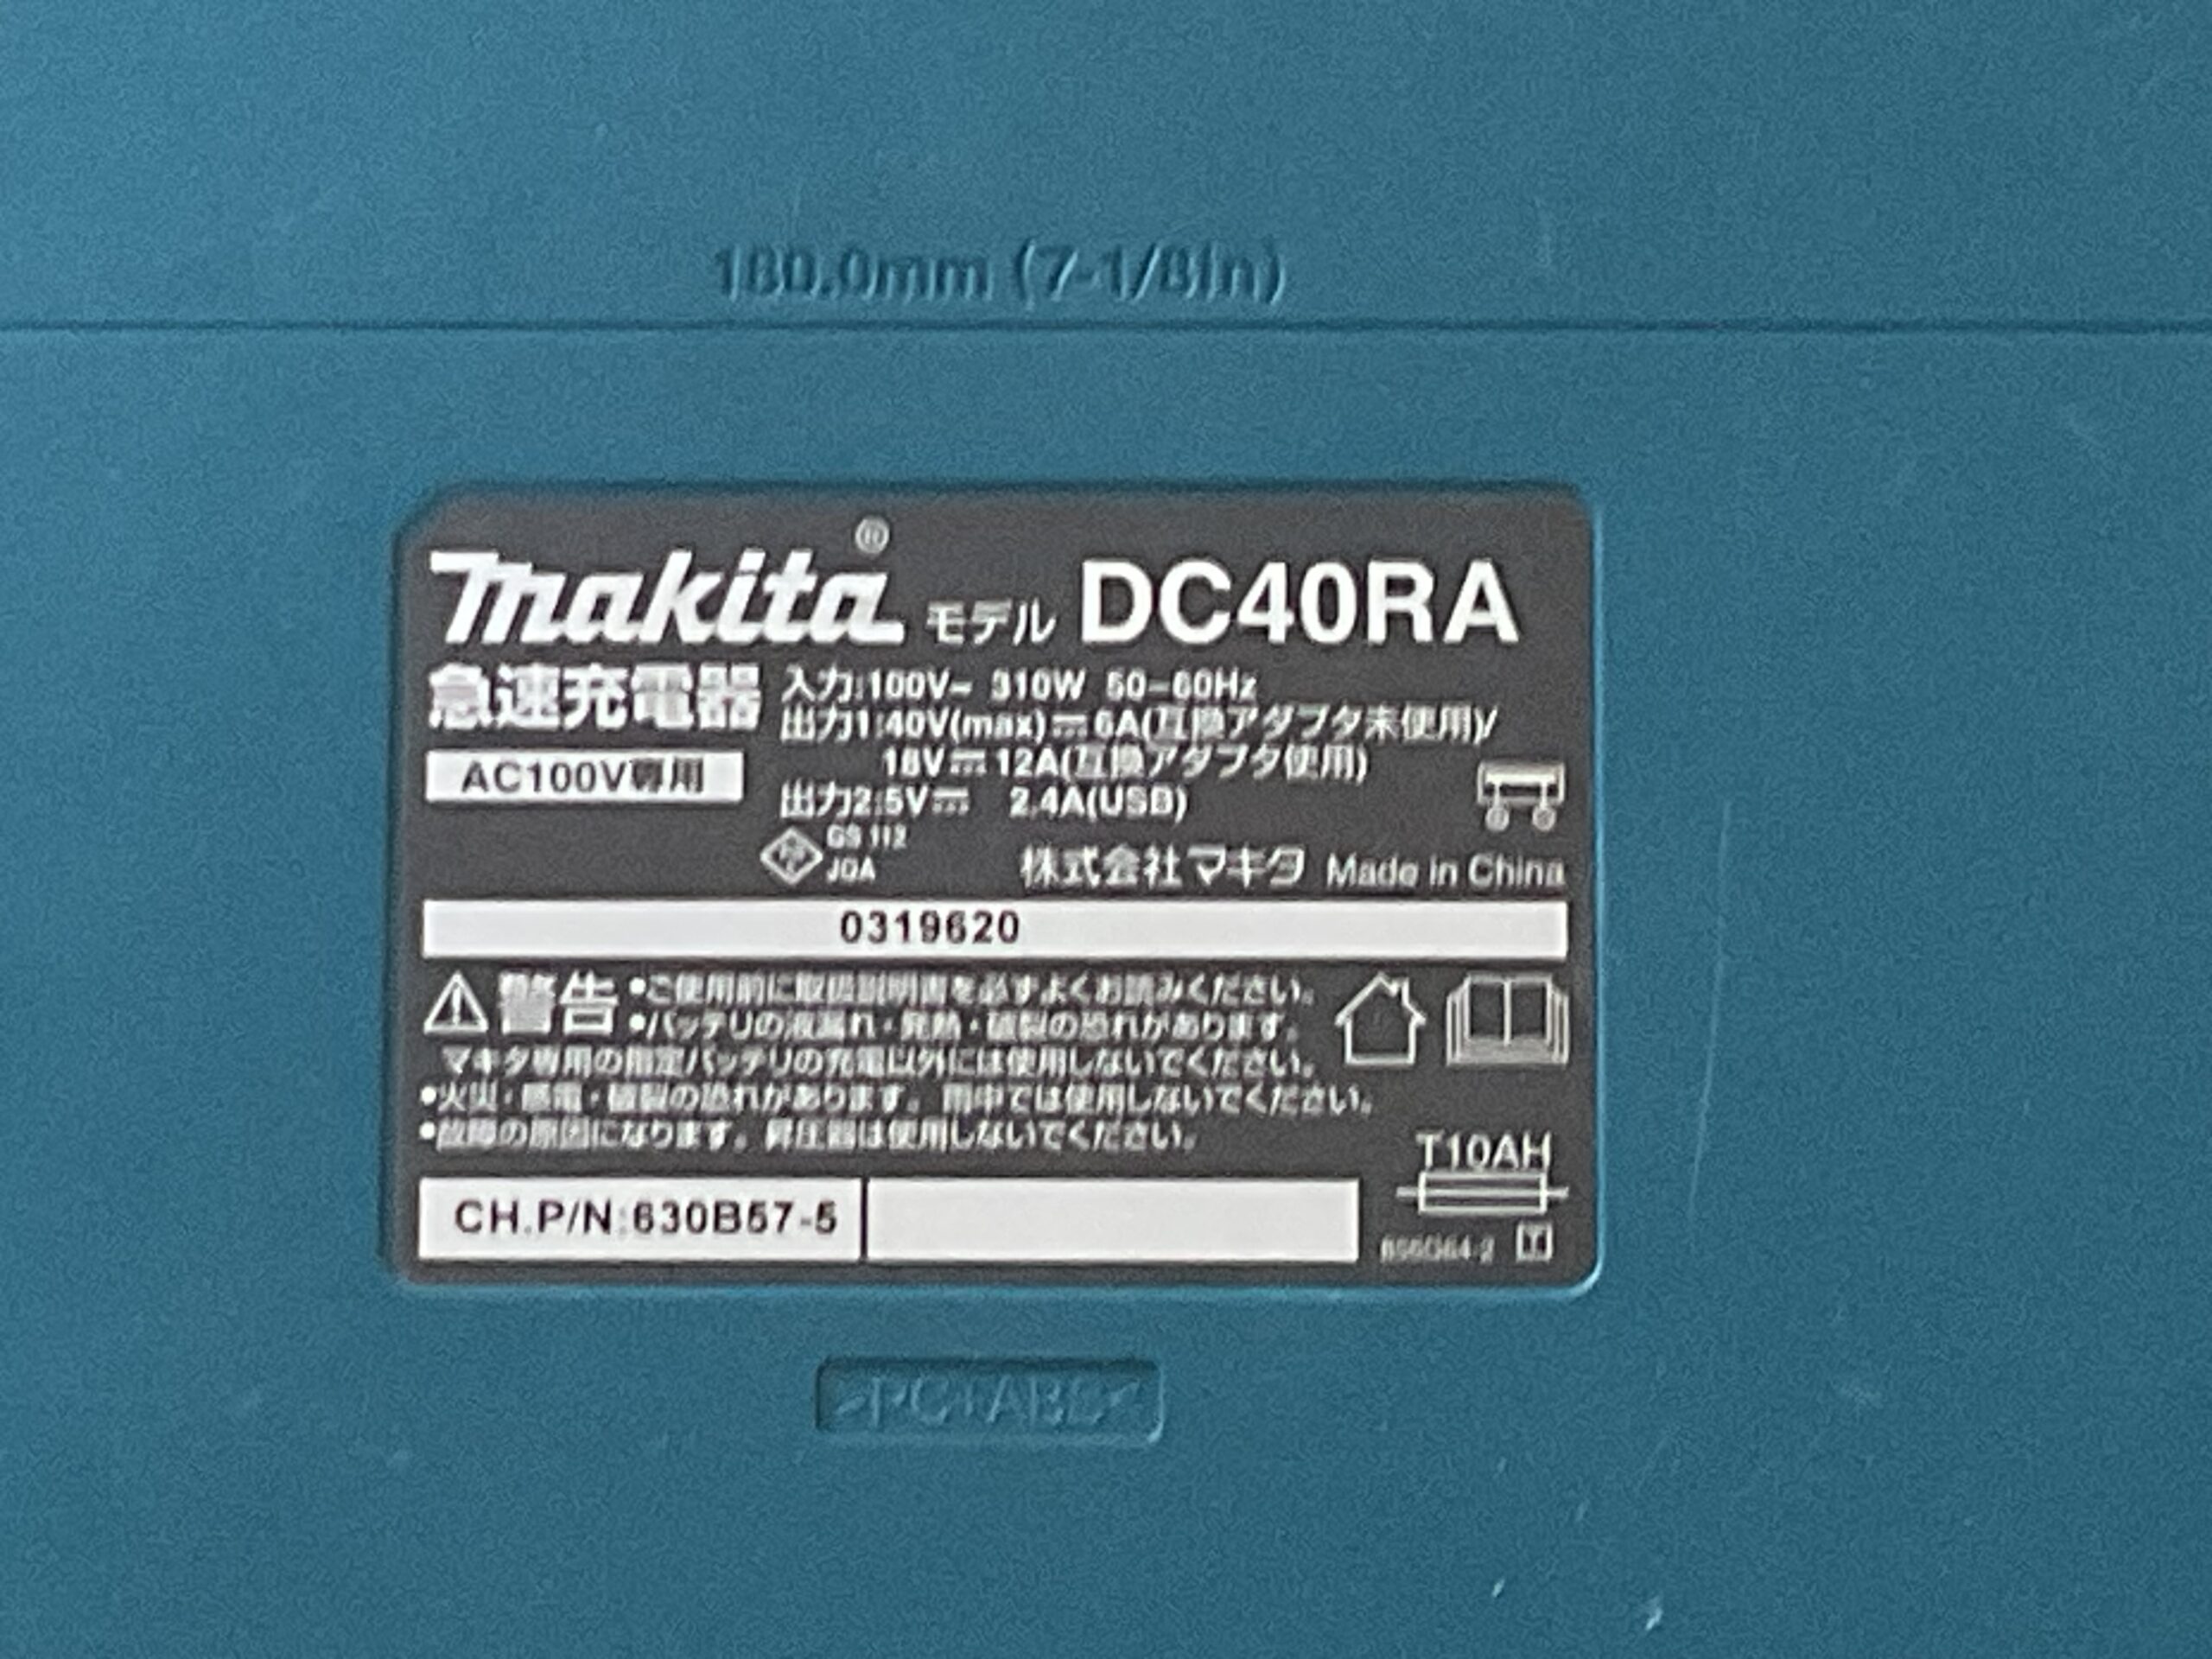 180.0mm (7-1/8in)
makita® モデル DC40RA
急速充電器
AC100V専用
入力:100V~ 310W 50-60Hz
出力1:40V(max)⎓6A(互換アダプタ未使用)/
18V⎓12A(互換アダプタ使用)
出力2:5V⎓ 2.4A(USB)
GS 112
JQA
株式会社マキタ Made in China
0319620
⚠警告 •ご使用前に取扱説明書を必ずよくお読みください。
•バッテリの液漏れ・発熱・破裂の恐れがあります。
マキタ専用の指定バッテリの充電以外には使用しないでください。
•火災・感電・破裂の恐れがあります。雨中では使用しないでください。
•故障の原因になります。昇圧器は使用しないでください。
T10AH
CH.P/N:630B57-5
>PC+ABS<